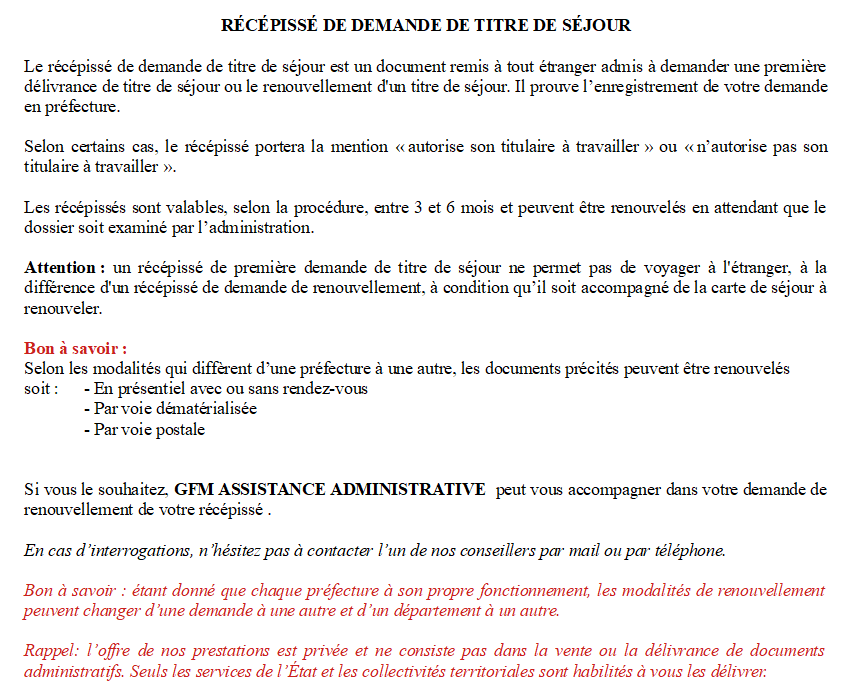 RÉCÉPISSÉ DE DEMANDE DE TITRE DE SÉJOUR
Le récépissé de demande de titre de séjour est un document remis à tout étranger admis à demander une première
délivrance de titre de séjour ou le renouvellement d'un titre de séjour. Il prouve l’enregistrement de votre demande
en préfecture.
Selon certains cas, le récépissé portera la mention « autorise son titulaire à travailler » ou « n’autorise pas son
titulaire à travailler ».
Les récépissés sont valables, selon la procédure, entre 3 et 6 mois et peuvent être renouvelés en attendant que le
dossier soit examiné par l’administration.
Attention : un récépissé de première demande de titre de séjour ne permet pas de voyager à l'étranger, à la
différence d'un récépissé de demande de renouvellement, à condition qu’il soit accompagné de la carte de séjour à
renouveler.
Bon à savoir :
Selon les modalités qui diffèrent d’une préfecture à une autre, les documents précités peuvent être renouvelés
soit : - En présentiel avec ou sans rendez-vous
- Par voie dématérialisée
- Par voie postale
Si vous le souhaitez, GFM ASSISTANCE ADMINISTRATIVE peut vous accompagner dans votre demande de
renouvellement de votre récépissé .
En cas d’interrogations, n’hésitez pas à contacter l’un de nos conseillers par mail ou par téléphone.
Bon à savoir : étant donné que chaque préfecture à son propre fonctionnement, les modalités de renouvellement
peuvent changer d’une demande à une autre et d’un département à un autre.
Rappel: l’offre de nos prestations est privée et ne consiste pas dans la vente ou la délivrance de documents
administratifs. Seuls les services de l’État et les collectivités territoriales sont habilités à vous les délivrer.